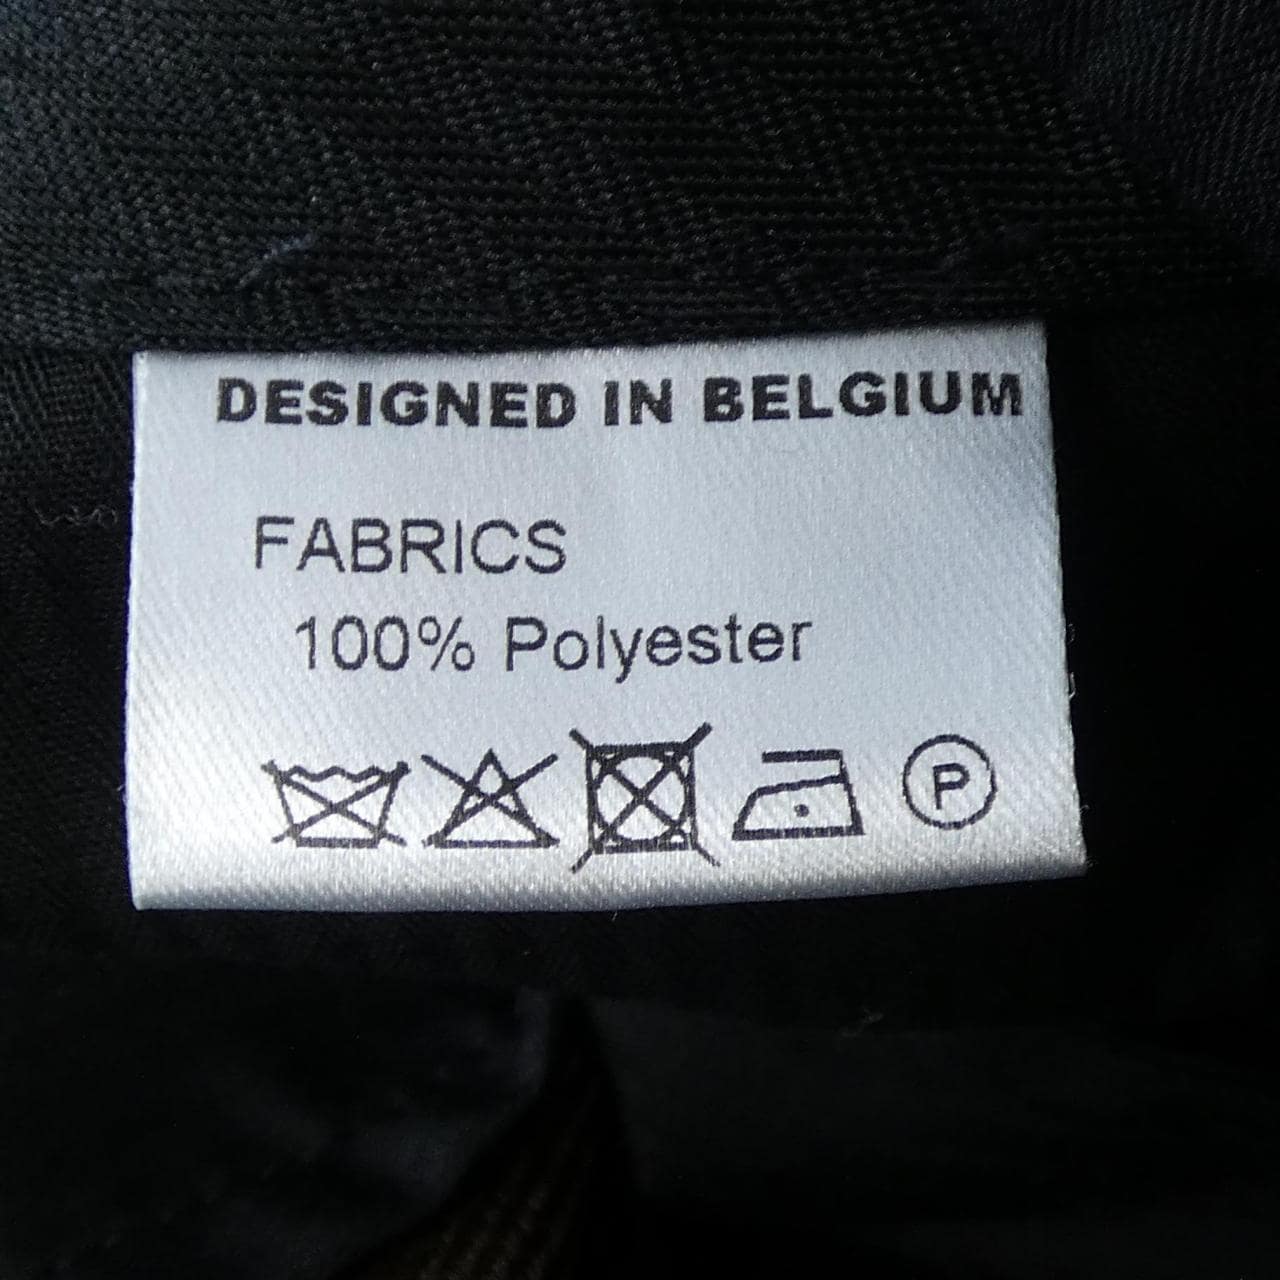 DESIGNED IN BELGIUM
FABRICS
100% Polyester
P